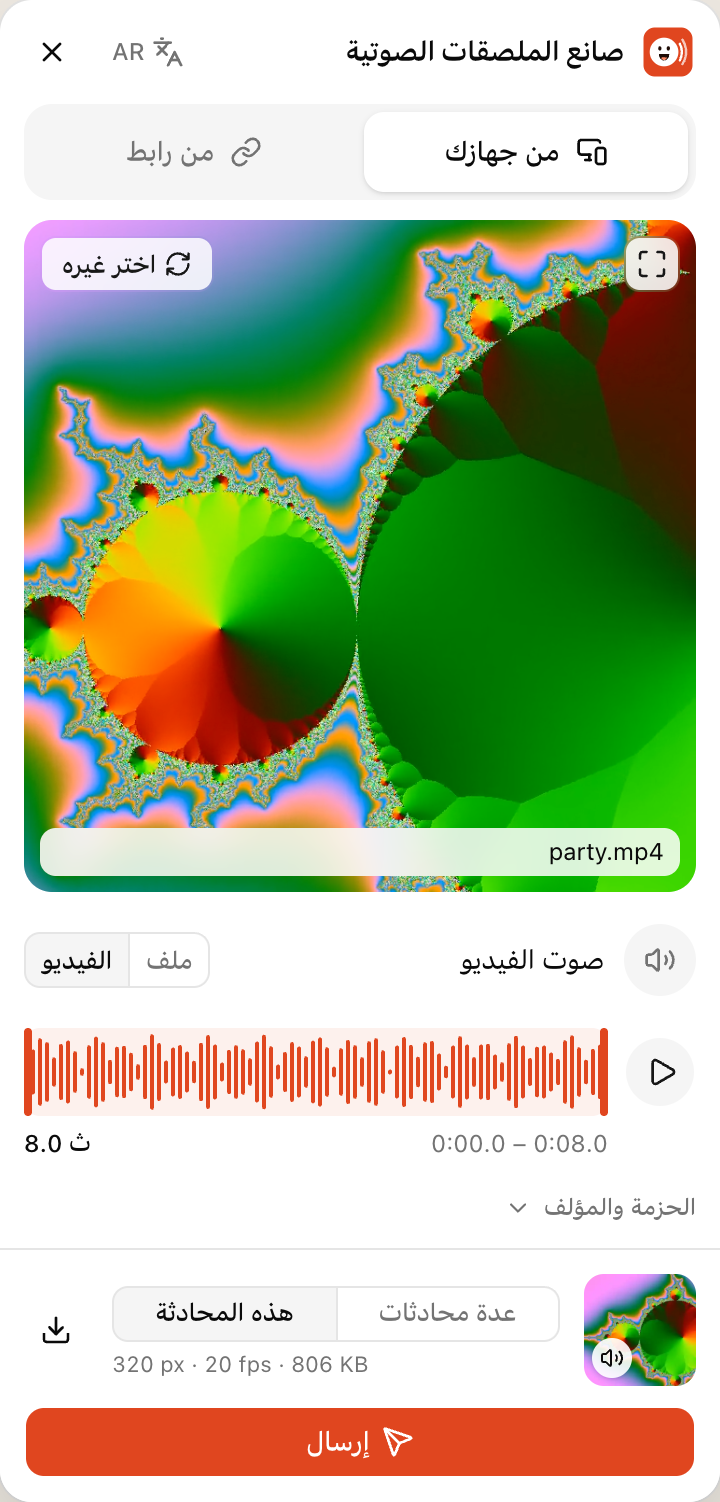 صانع الملصقات الصوتية
AR
من جهازك
من رابط
اختر غيره
party.mp4
صوت الفيديو
ملف
الفيديو
0:00.0 – 0:08.0
8.0 ث
الحزمة والمؤلف
عدة محادثات
هذه المحادثة
320 px · 20 fps · 806 KB
إرسال